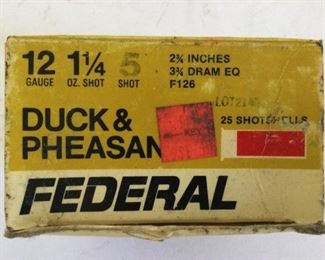 12 1¼ 5 2¾ INCHES
GAUGE OZ. SHOT SHOT 3¾ DRAM EQ
F126
DUCK &
PHEASAN
KEY
25 SHOTSHELLS
FEDERAL